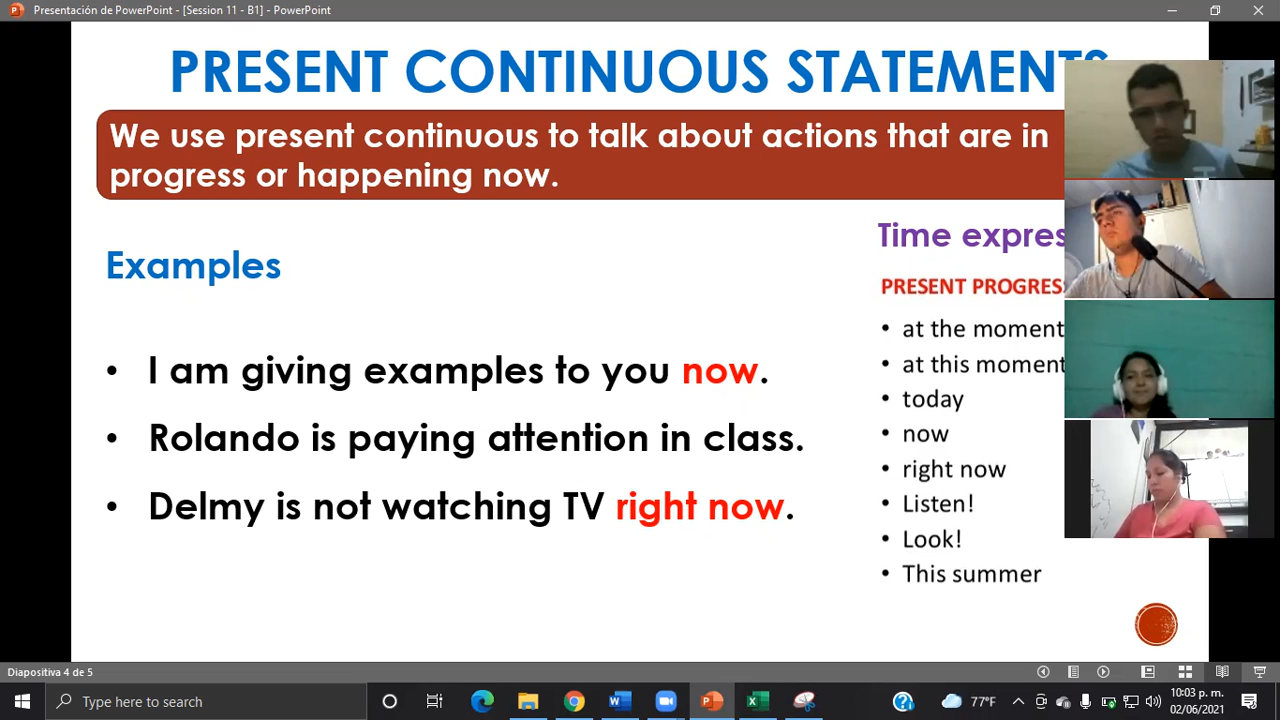 Presentación de PowerPoint - [Session 11 - B1] - PowerPoint
PRESENT CONTINUOUS STATEMENTS
We use present continuous to talk about actions that are in
progress or happening now.
Examples
• I am giving examples to you now.
• Rolando is paying attention in class.
• Delmy is not watching TV right now.
Time expres
PRESENT PROGRES
• at the moment
• at this moment
• today
• now
• right now
• Listen!
• Look!
• This summer
Diapositiva 4 de 5
Type here to search
77°F
10:03 p. m.
02/06/2021